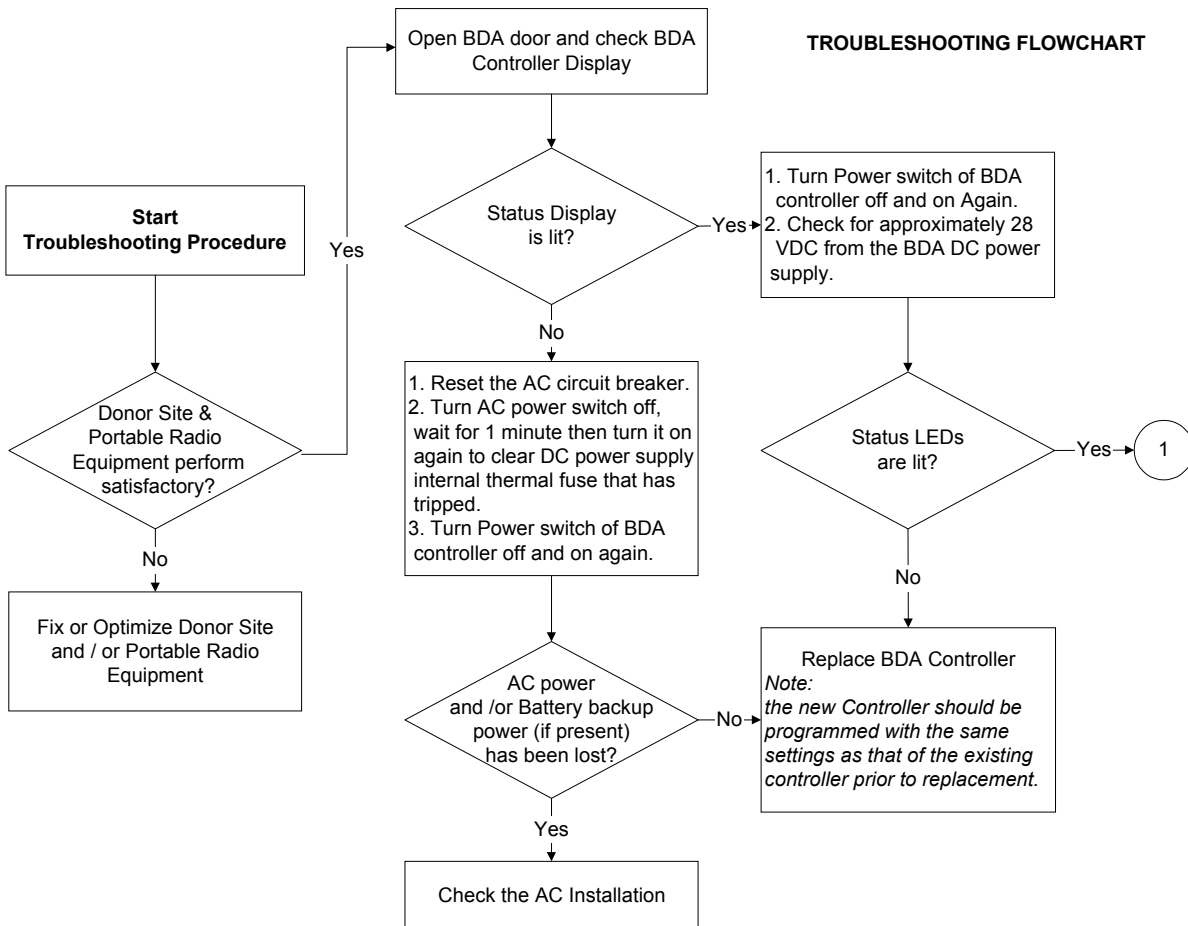 TROUBLESHOOTING FLOWCHART
Start
Troubleshooting Procedure
Donor Site &
Portable Radio
Equipment perform
satisfactory?
Yes
No
Fix or Optimize Donor Site
and / or Portable Radio
Equipment
Open BDA door and check BDA
Controller Display
Status Display
is lit?
Yes
No
1. Turn Power switch of BDA
controller off and on Again.
2. Check for approximately 28
VDC from the BDA DC power
supply.
Status LEDs
are lit?
Yes
1
No
1. Reset the AC circuit breaker.
2. Turn AC power switch off,
wait for 1 minute then turn it on
again to clear DC power supply
internal thermal fuse that has
tripped.
3. Turn Power switch of BDA
controller off and on again.
AC power
and /or Battery backup
power (if present)
has been lost?
No
Yes
Replace BDA Controller
Note:
the new Controller should be
programmed with the same
settings as that of the existing
controller prior to replacement.
Check the AC Installation